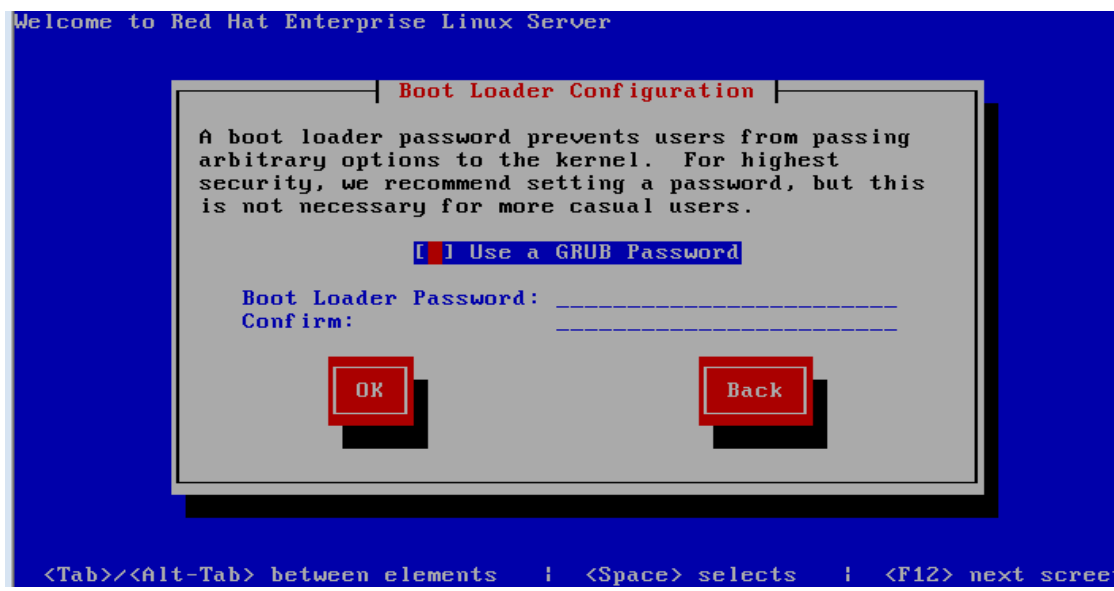 Welcome to Red Hat Enterprise Linux Server
Boot Loader Configuration
A boot loader password prevents users from passing
arbitrary options to the kernel.  For highest
security, we recommend setting a password, but this
is not necessary for more casual users.
[ ] Use a GRUB Password
Boot Loader Password: ________________________
Confirm: ________________________
OK Back
<Tab>/<Alt-Tab> between elements | <Space> selects | <F12> next scree